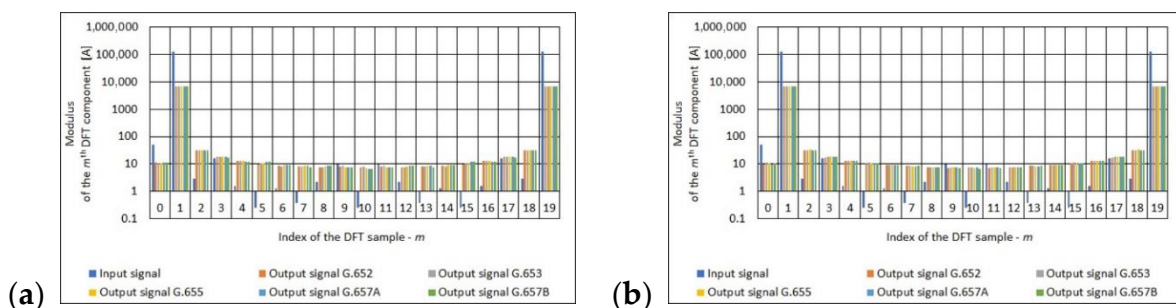 1,000,000
100,000
10,000
1000
100
10
1
0.1
Modulus
of the mth DFT component [A]
0 1 2 3 4 5 6 7 8 9 10 11 12 13 14 15 16 17 18 19
Index of the DFT sample - m
Input signal Output signal G.652 Output signal G.653
Output signal G.655 Output signal G.657A Output signal G.657B
(a)
1,000,000
100,000
10,000
1000
100
10
1
0.1
Modulus
of the mth DFT component [A]
0 1 2 3 4 5 6 7 8 9 10 11 12 13 14 15 16 17 18 19
Index of the DFT sample - m
Input signal Output signal G.652 Output signal G.653
Output signal G.655 Output signal G.657A Output signal G.657B
(b)